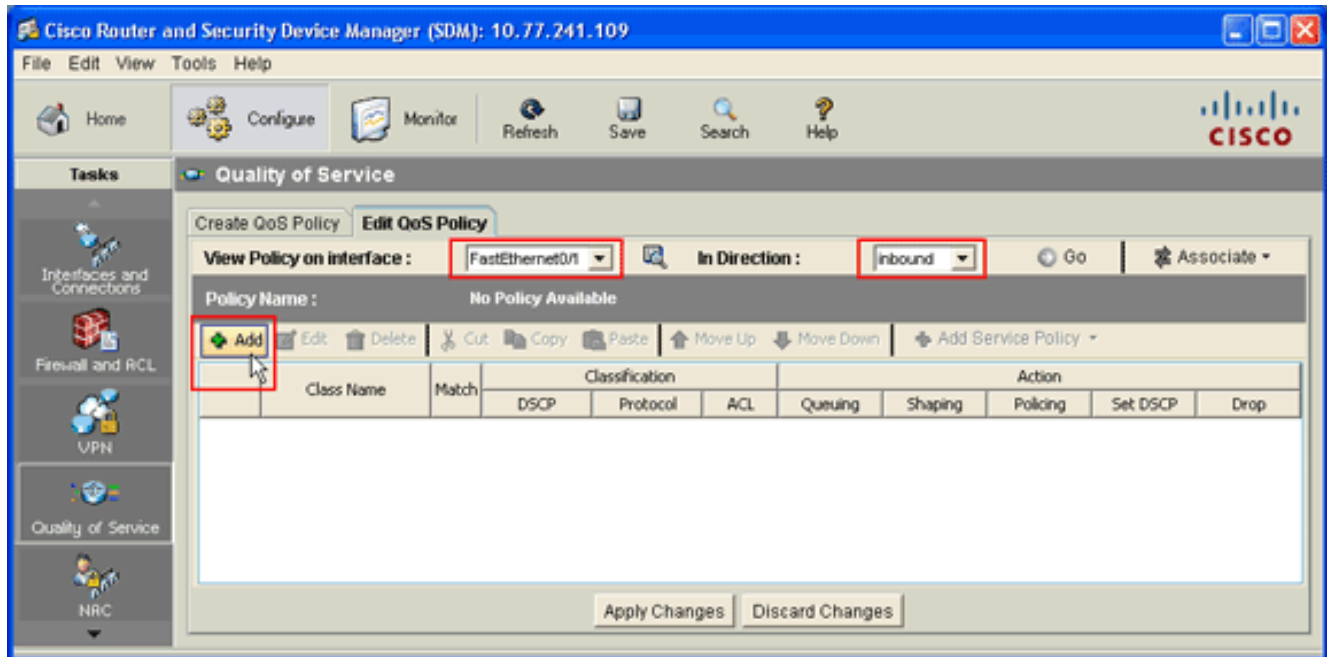 Cisco Router and Security Device Manager (SDM): 10.77.241.109
File Edit View Tools Help
Home Configure Monitor Refresh Save Search Help CISCO
Tasks
Quality of Service
Create QoS Policy Edit QoS Policy
View Policy on interface : FastEthernet0/1 In Direction : inbound Go Associate
Policy Name : No Policy Available
Add Edit Delete Cut Copy Paste Move Up Move Down Add Service Policy
Class Name Match Classification Action
DSCP Protocol ACL Queuing Shaping Policing Set DSCP Drop
Interfaces and
Connections
Firewall and ACL
VPN
Quality of Service
NAC
Apply Changes Discard Changes